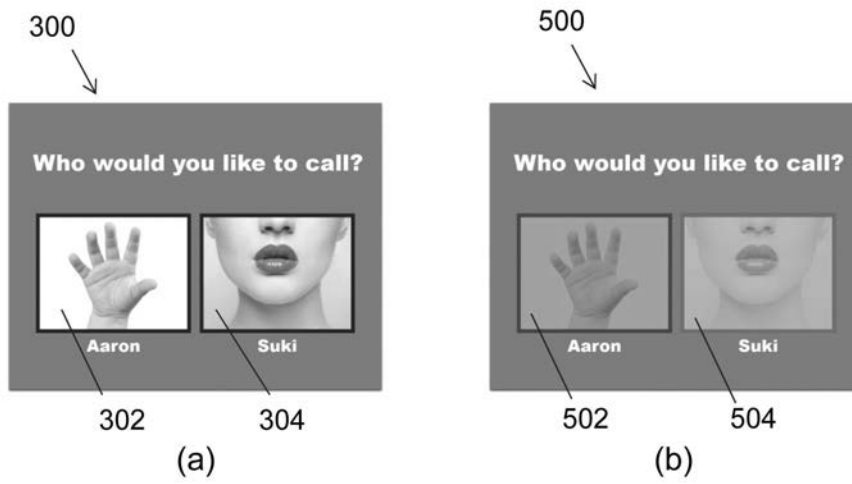 300
500
Who would you like to call?
Who would you like to call?
Aaron
Suki
Aaron
Suki
302
304
502
504
(a)
(b)